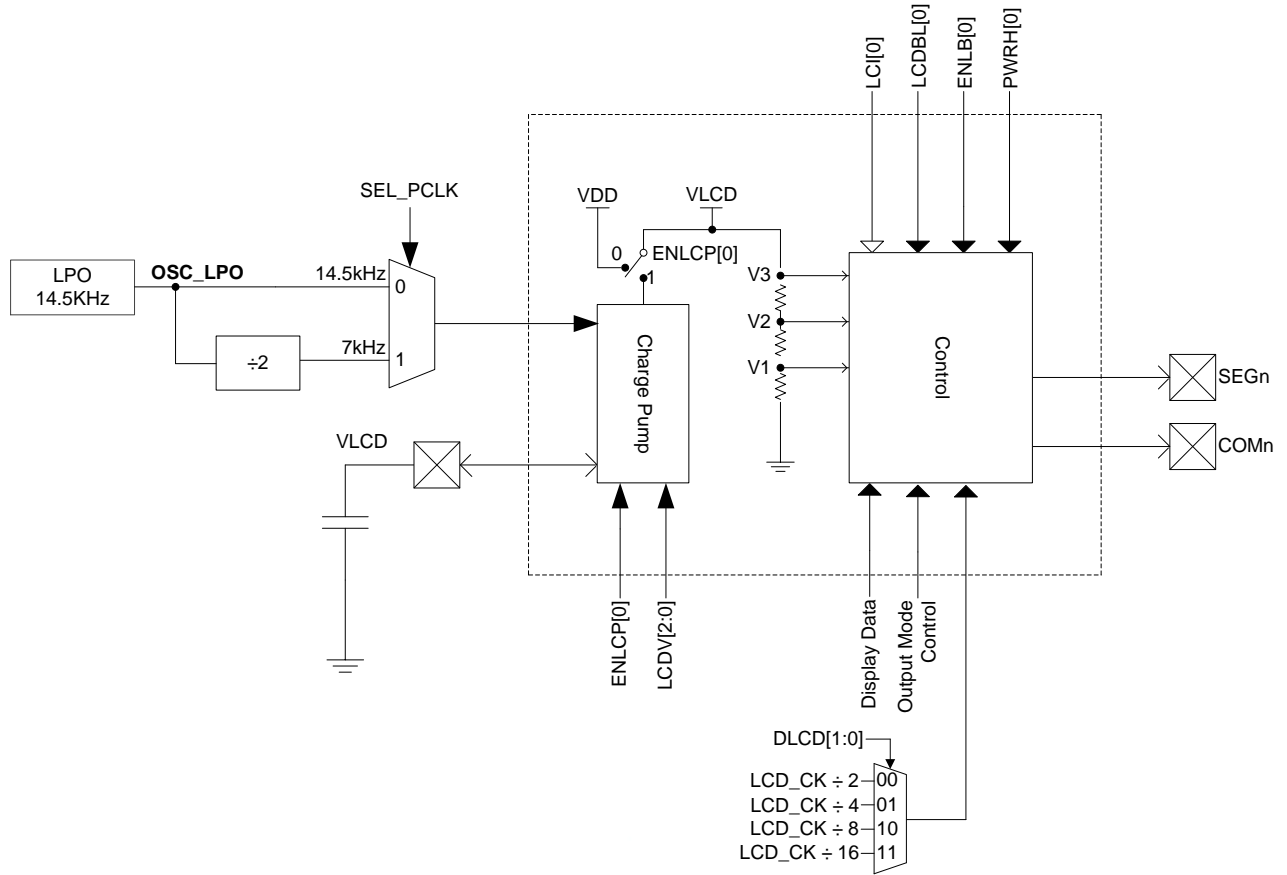 LCI[0]
LCDBL[0]
ENLB[0]
PWRH[0]
SEL_PCLK
VDD
VLCD
0
ENLCP[0]
1
LPO
14.5KHz
OSC_LPO
14.5kHz
0
÷2
7kHz
1
V3
V2
V1
Charge Pump
Control
SEGn
COMn
VLCD
ENLCP[0]
LCDV[2:0]
Display Data
Output Mode
Control
DLCD[1:0]
LCD_CK ÷ 2 00
LCD_CK ÷ 4 01
LCD_CK ÷ 8 10
LCD_CK ÷ 16 11